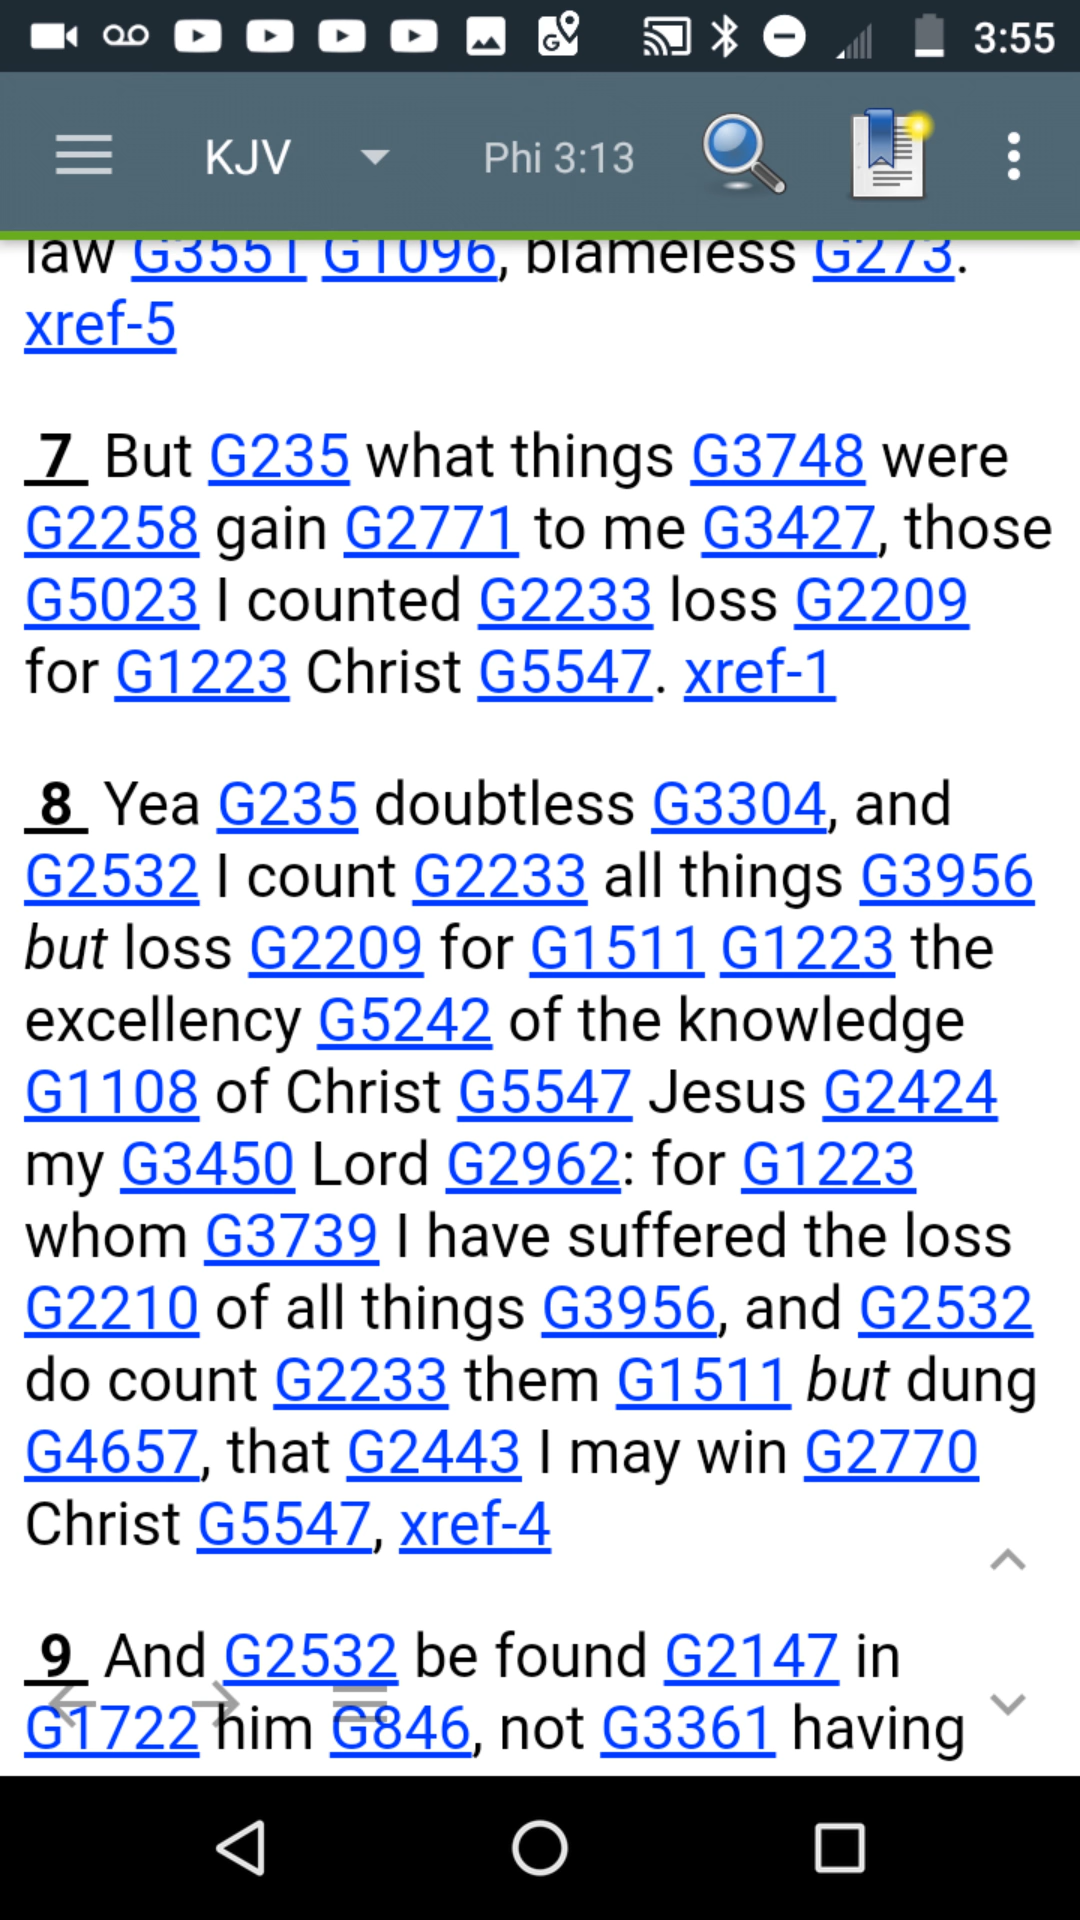 3:55
KJV Phi 3:13
law G3551 G1096, blameless G273.
xref-5
7 But G235 what things G3748 were
G2258 gain G2771 to me G3427, those
G5023 I counted G2233 loss G2209
for G1223 Christ G5547. xref-1
8 Yea G235 doubtless G3304, and
G2532 I count G2233 all things G3956
but loss G2209 for G1511 G1223 the
excellency G5242 of the knowledge
G1108 of Christ G5547 Jesus G2424
my G3450 Lord G2962: for G1223
whom G3739 I have suffered the loss
G2210 of all things G3956, and G2532
do count G2233 them G1511 but dung
G4657, that G2443 I may win G2770
Christ G5547, xref-4
9 And G2532 be found G2147 in
G1722 him G846, not G3361 having